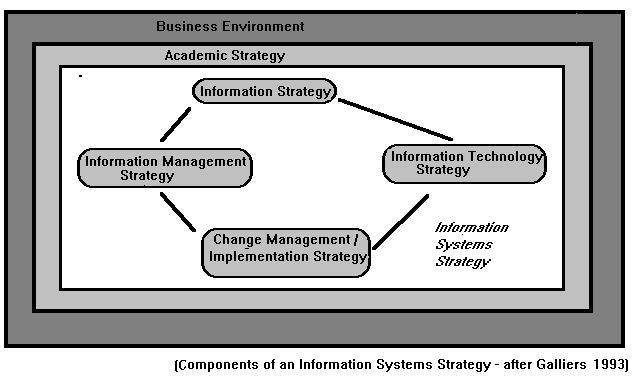 Business Environment
Academic Strategy
Information Strategy
Information Management
Strategy
Information Technology
Strategy
Change Management /
Implementation Strategy
Information
Systems
Strategy
(Components of an Information Systems Strategy - after Galliers 1993)